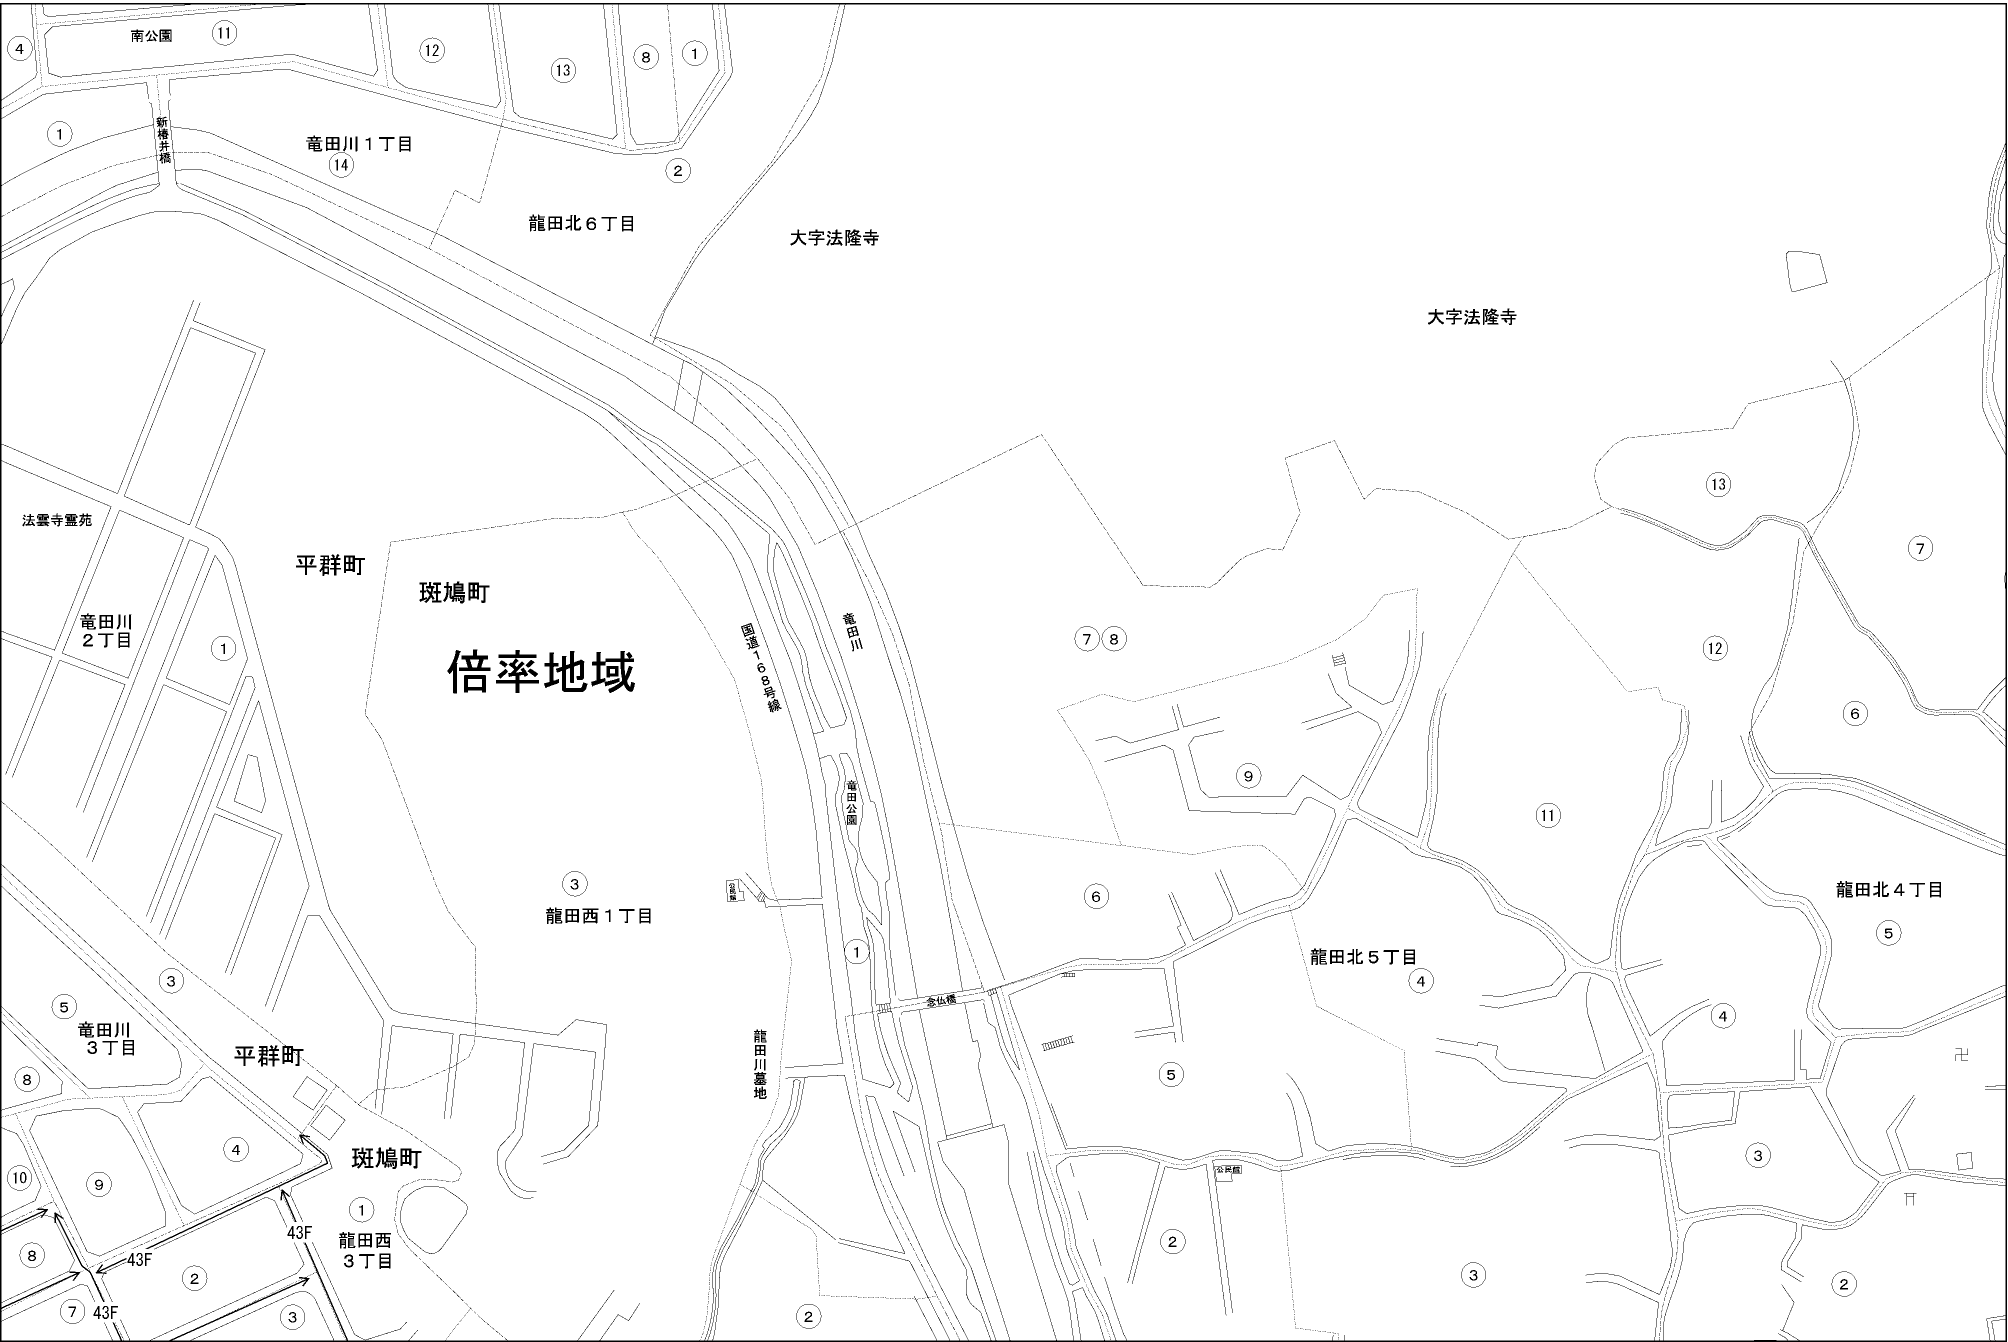 南公園
⑪
④
⑫
⑬
⑧
①
①
新椿井橋
竜田川１丁目
⑭
②
龍田北６丁目
大字法隆寺
大字法隆寺
⑬
法雲寺霊苑
⑦
平群町
斑鳩町
竜田川
２丁目
①
倍率地域
国道１６８号線
竜田川
⑦⑧
⑫
⑥
⑨
竜田公園
⑪
③
龍田西１丁目
公民館
⑥
龍田北４丁目
⑤
①
龍田北５丁目
④
③
念仏橋
⑤
竜田川
３丁目
平群町
④
龍田川墓地
⑧
⑤
卍
④
斑鳩町
③
公民館
⑩
⑨
①
龍田西
３丁目
43F
43F
⑧
②
②
③
②
⑦
43F
③
②